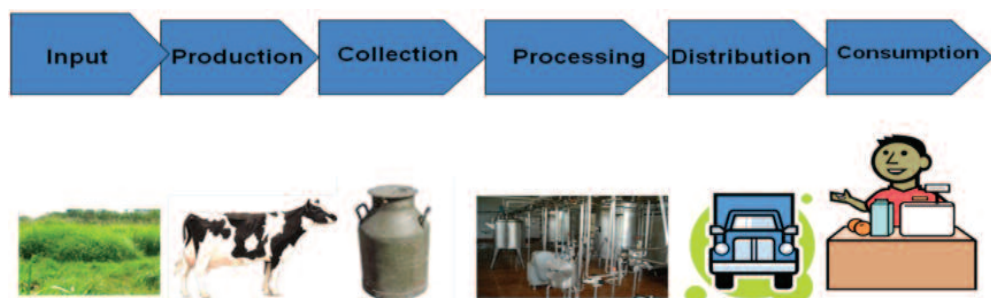 Input
Production
Collection
Processing
Distribution
Consumption